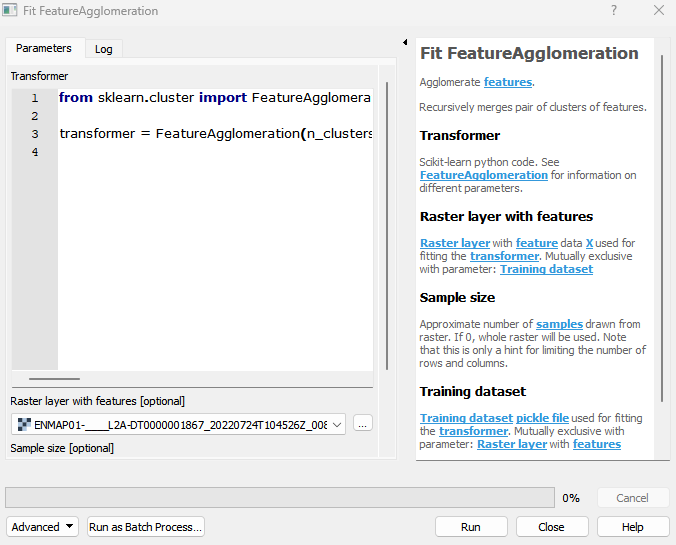 Fit FeatureAgglomeration
Parameters
Log
Transformer
1 from sklearn.cluster import FeatureAgglomera
2
3 transformer = FeatureAgglomeration(n_clusters
4
Raster layer with features [optional]
ENMAP01-____L2A-DT0000001867_20220724T104526Z_008
...
Sample size [optional]
Fit FeatureAgglomeration
Agglomerate features.
Recursively merges pair of clusters of features.
Transformer
Scikit-learn python code. See
FeatureAgglomeration for information on
different parameters.
Raster layer with features
Raster layer with feature data X used for
fitting the transformer. Mutually exclusive
with parameter: Training dataset
Sample size
Approximate number of samples drawn from
raster. If 0, whole raster will be used. Note
that this is only a hint for limiting the number of
rows and columns.
Training dataset
Training dataset pickle file used for fitting
the transformer. Mutually exclusive with
parameter: Raster layer with features
0%
Cancel
Advanced
Run as Batch Process...
Run
Close
Help